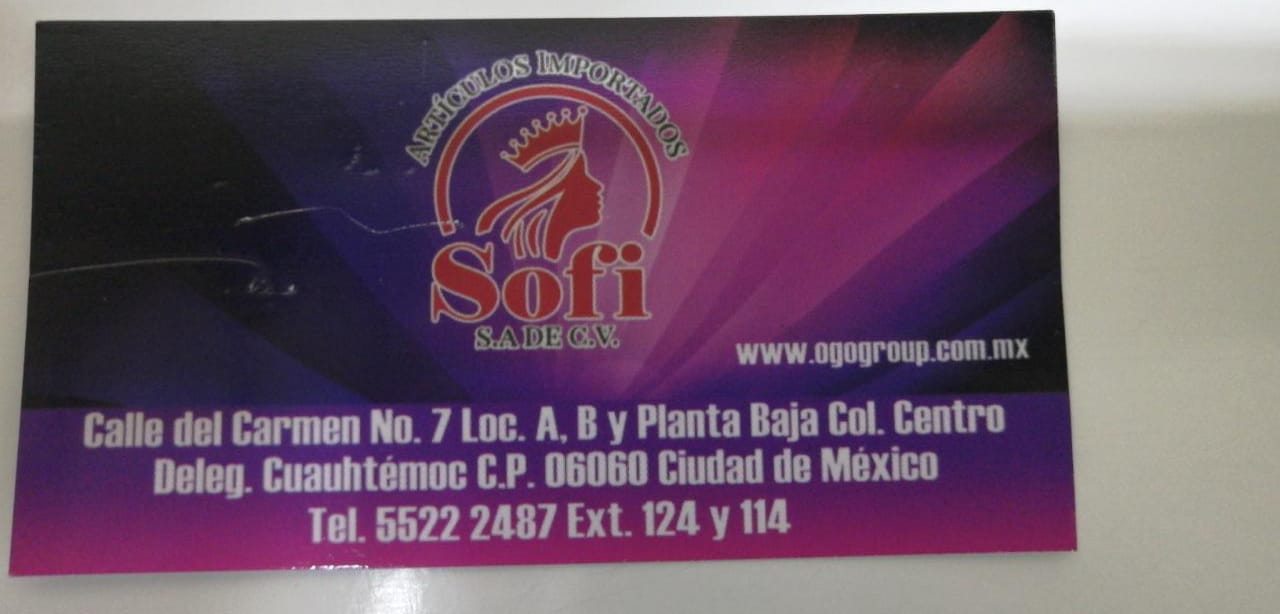 ARTÍCULOS IMPORTADOS
Sofi
S.A DE C.V.
www.ogogroup.com.mx
Calle del Carmen No. 7 Loc. A, B y Planta Baja Col. Centro
Deleg. Cuauhtémoc C.P. 06060 Ciudad de México
Tel. 5522 2487 Ext. 124 y 114